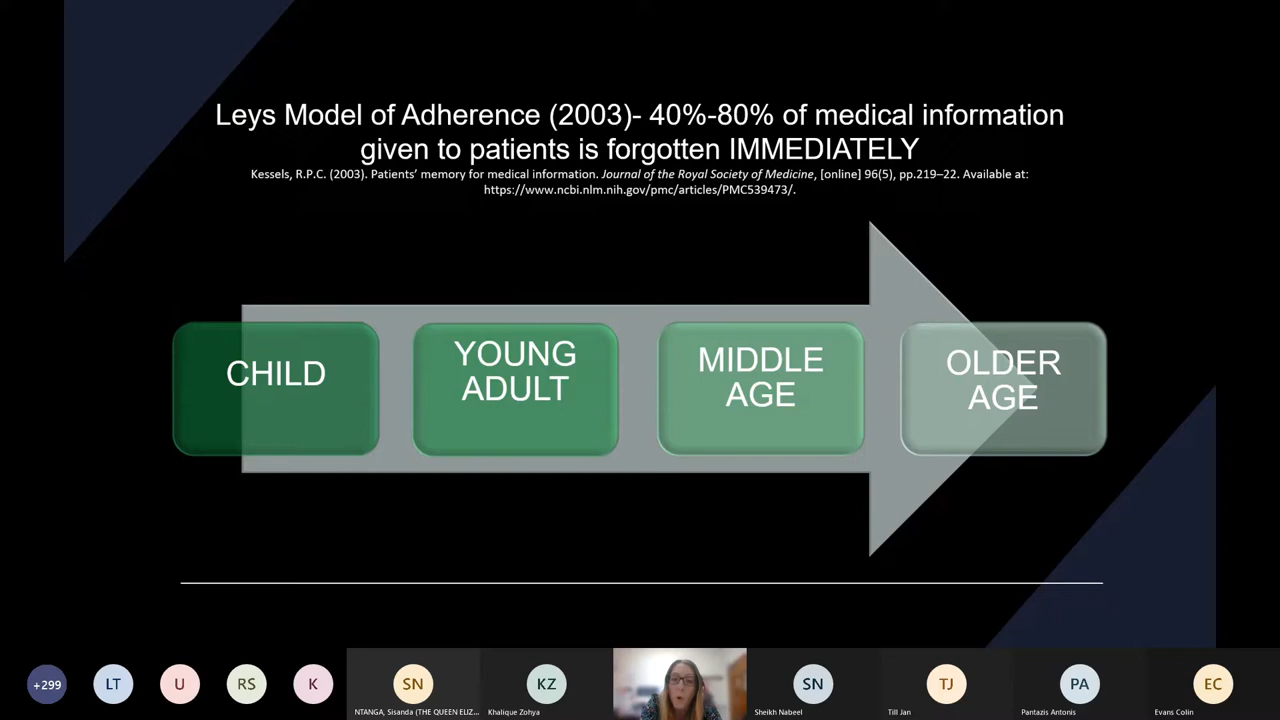 Leys Model of Adherence (2003)- 40%-80% of medical information
given to patients is forgotten IMMEDIATELY
Kessels, R.P.C. (2003). Patients’ memory for medical information. Journal of the Royal Society of Medicine, [online] 96(5), pp.219–22. Available at:
https://www.ncbi.nlm.nih.gov/pmc/articles/PMC539473/.
CHILD
YOUNG
ADULT
MIDDLE
AGE
OLDER
AGE
+299
LT
U
RS
K
SN
NTANGA, Sisanda (THE QUEEN ELIZ...
KZ
Khalique Zohya
SN
Sheikh Nabeel
TJ
Till Jan
PA
Pantazis Antonis
EC
Evans Colin